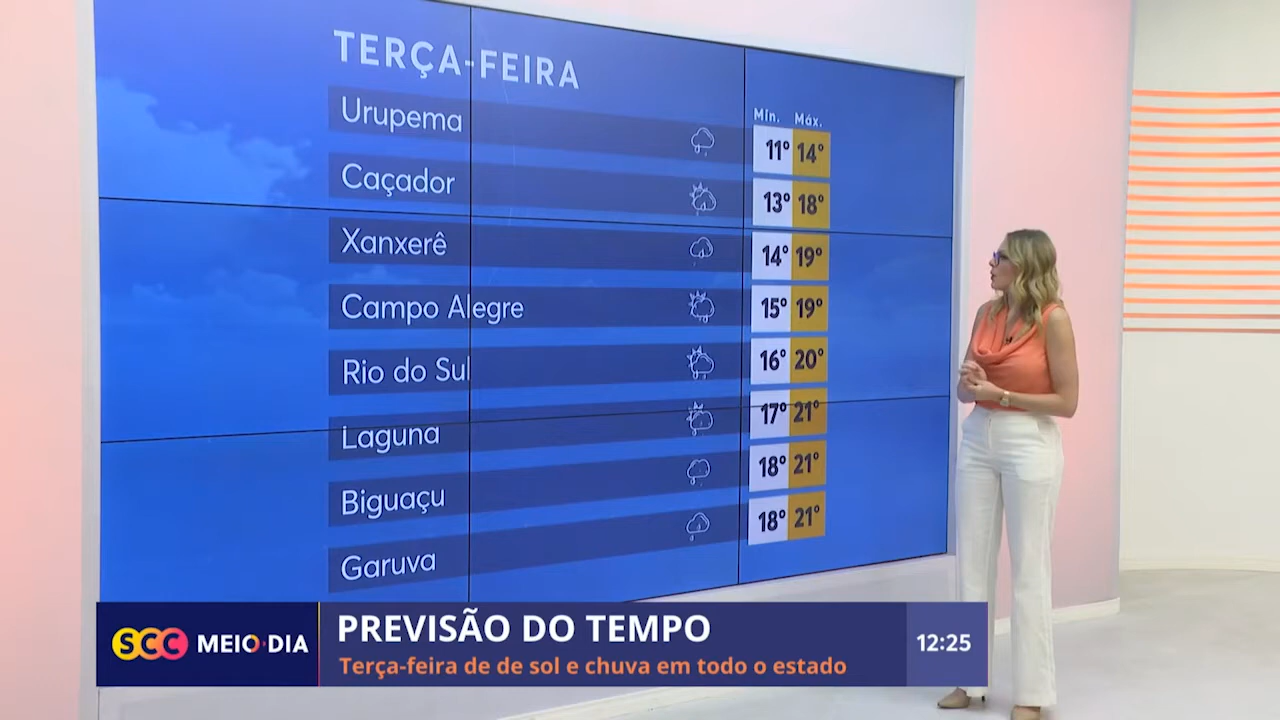 TERÇA-FEIRA
Mín. Máx.
Urupema 11° 14°
Caçador 13° 18°
Xanxerê 14° 19°
Campo Alegre 15° 19°
Rio do Sul 16° 20°
Laguna 17° 21°
Biguaçu 18° 21°
Garuva 18° 21°
SCC MEIO-DIA
PREVISÃO DO TEMPO
Terça-feira de de sol e chuva em todo o estado
12:25